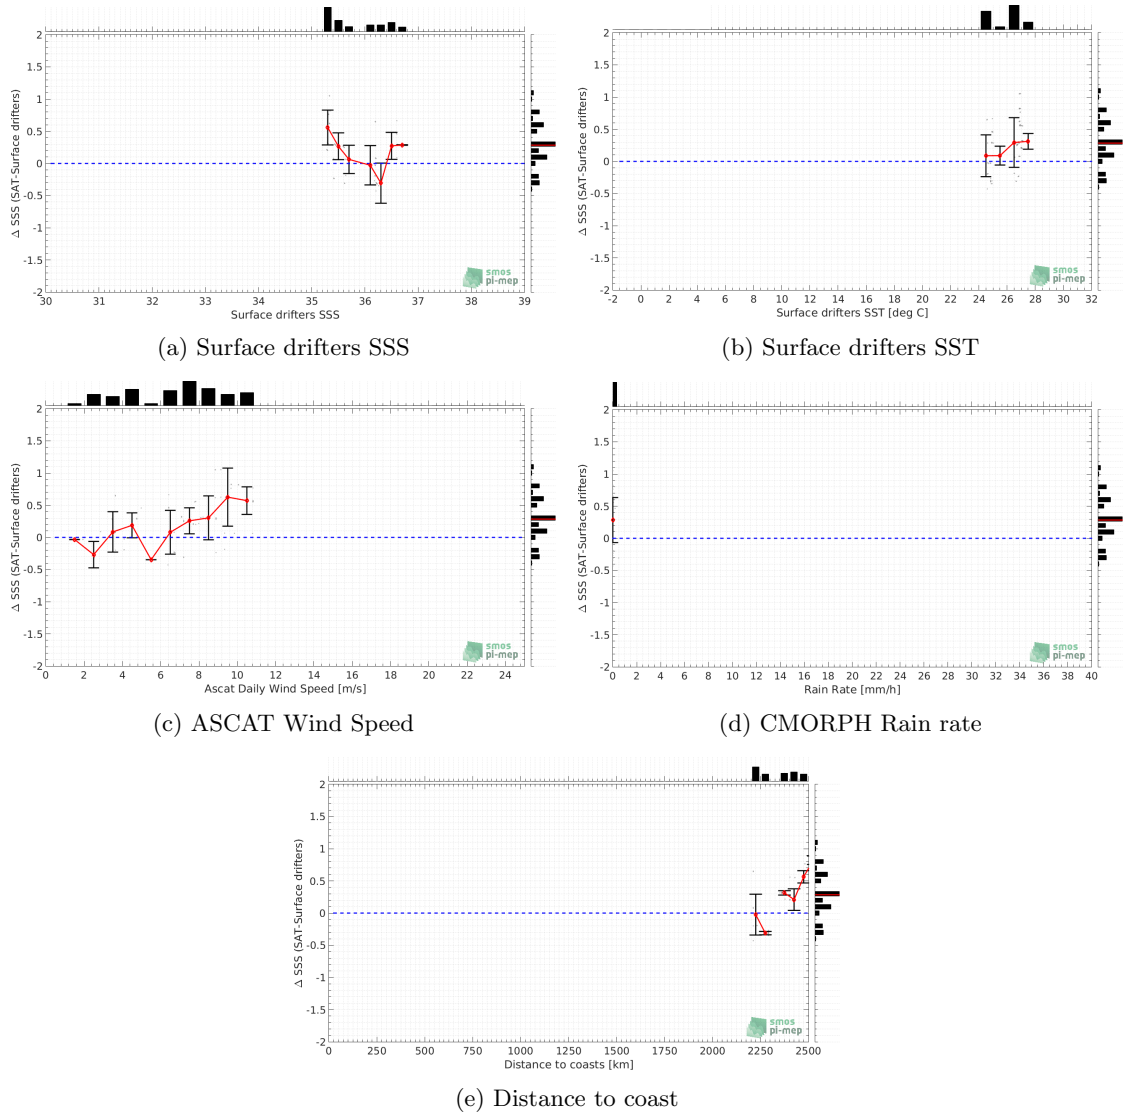 2
1.5
1
0.5
0
-0.5
-1
-1.5
-2
Δ SSS (SAT-Surface drifters)
30 31 32 33 34 35 36 37 38 39
Surface drifters SSS
smos
pi-mep
(a) Surface drifters SSS
2
1.5
1
0.5
0
-0.5
-1
-1.5
-2
Δ SSS (SAT-Surface drifters)
-2 0 2 4 6 8 10 12 14 16 18 20 22 24 26 28 30 32
Surface drifters SST [deg C]
smos
pi-mep
(b) Surface drifters SST
2
1.5
1
0.5
0
-0.5
-1
-1.5
-2
Δ SSS (SAT-Surface drifters)
0 2 4 6 8 10 12 14 16 18 20 22 24
Ascat Daily Wind Speed [m/s]
smos
pi-mep
(c) ASCAT Wind Speed
2
1.5
1
0.5
0
-0.5
-1
-1.5
-2
Δ SSS (SAT-Surface drifters)
0 2 4 6 8 10 12 14 16 18 20 22 24 26 28 30 32 34 36 38 40
Rain Rate [mm/h]
smos
pi-mep
(d) CMORPH Rain rate
2
1.5
1
0.5
0
-0.5
-1
-1.5
-2
Δ SSS (SAT-Surface drifters)
0 250 500 750 1000 1250 1500 1750 2000 2250 2500
Distance to coasts [km]
smos
pi-mep
(e) Distance to coast